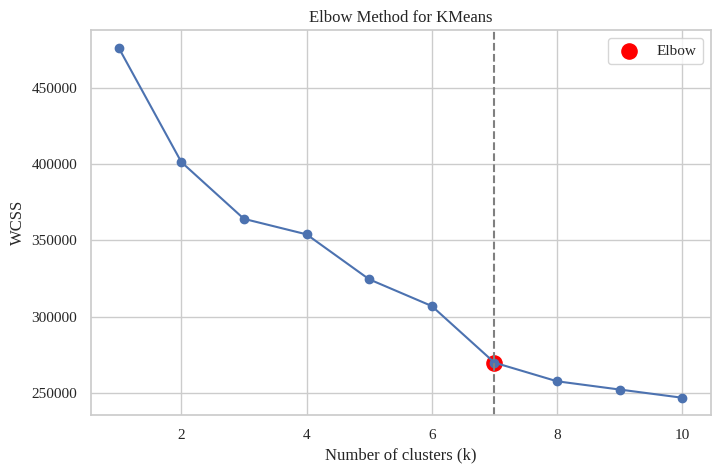 Elbow Method for KMeans
Elbow
450000
400000
350000
300000
250000
WCSS
2
4
6
8
10
Number of clusters (k)